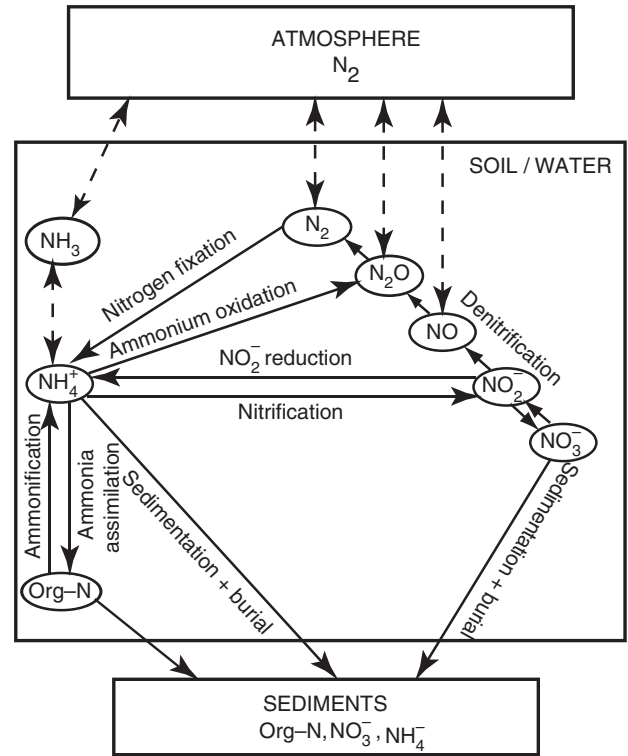 ATMOSPHERE
N₂
SOIL / WATER
NH₃
N₂
N₂O
NO
Nitrogen fixation
Ammonium oxidation
Denitrification
NO₂⁻ reduction
NH₄⁺
NO₂⁻
Nitrification
NO₃⁻
Ammonification
Ammonia
assimilation
Sedimentation + burial
Sedimentation + burial
Org–N
SEDIMENTS
Org–N, NO₃⁻, NH₄⁻